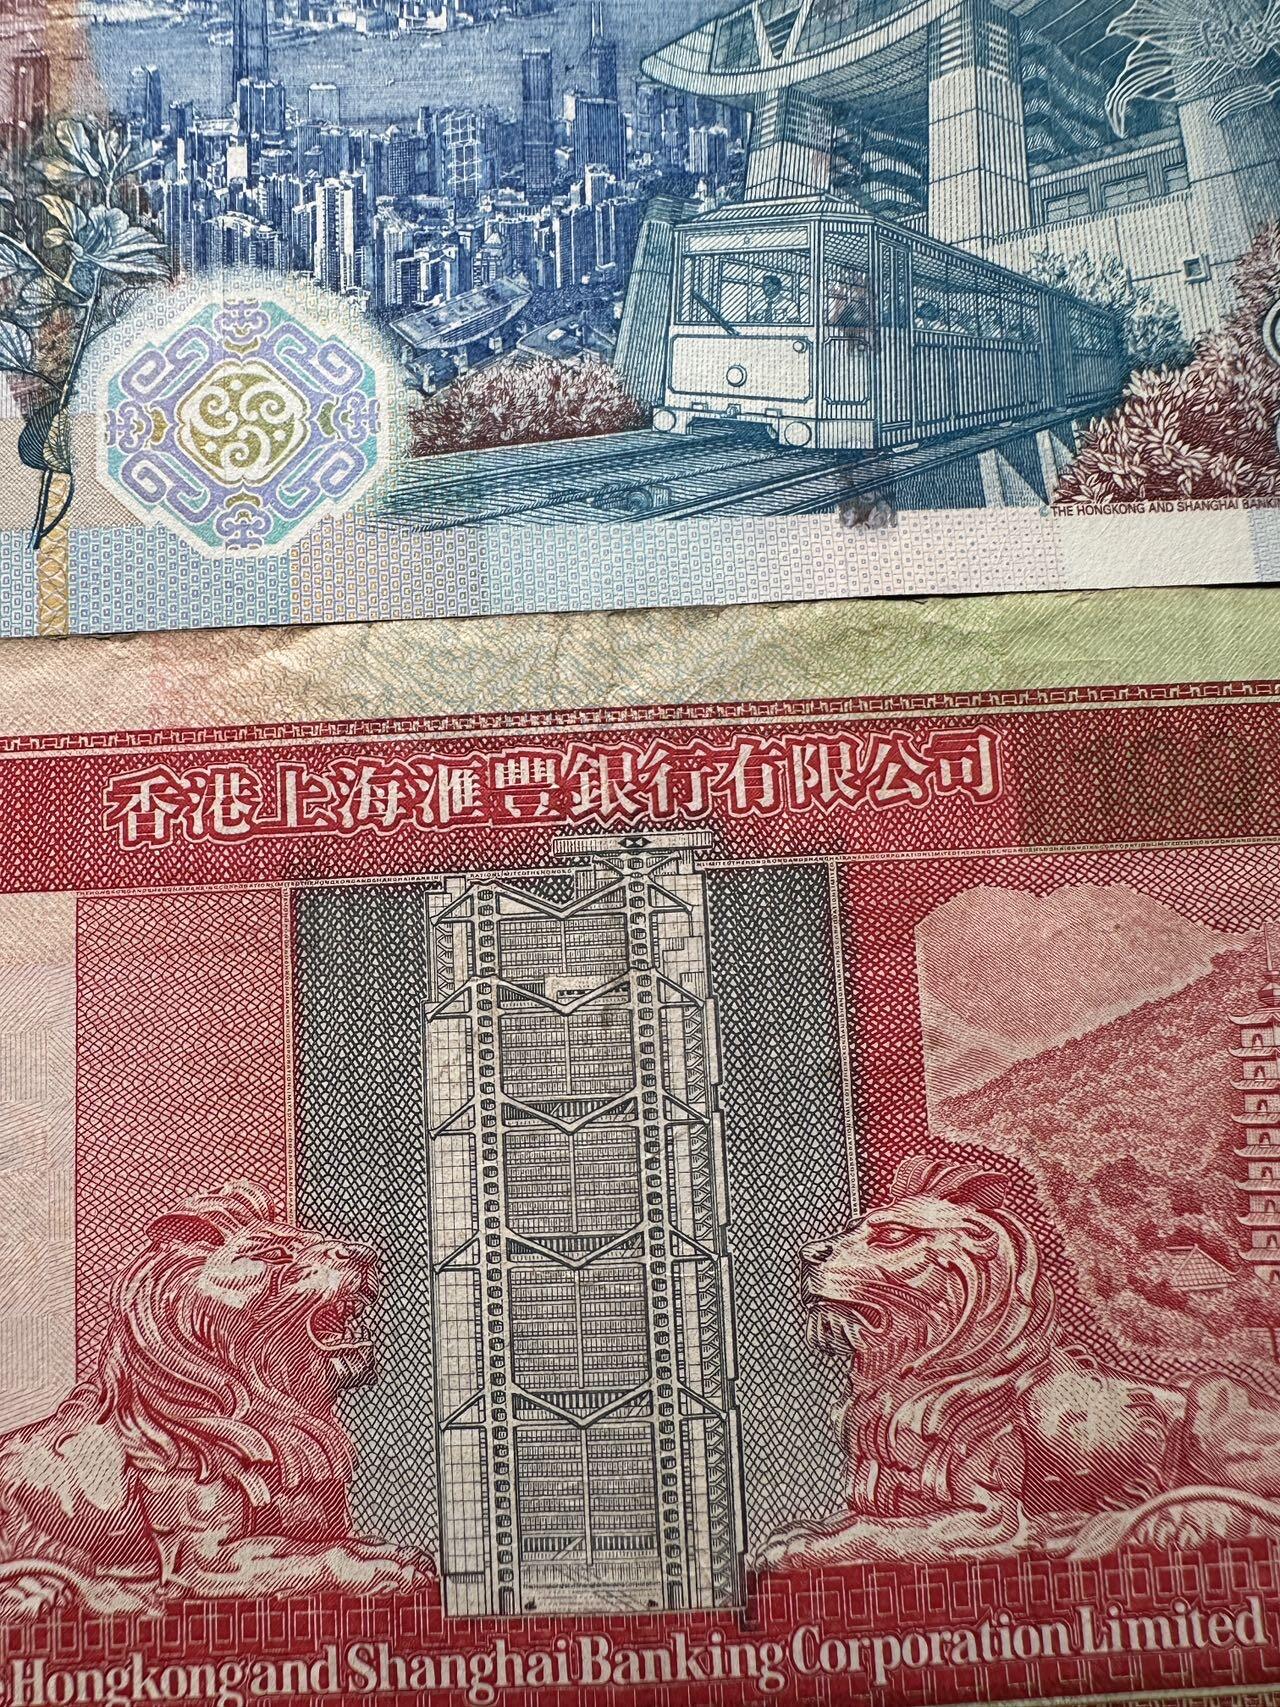 THE HONGKONG AND SHANGHAI BANK
香港上海滙豐銀行有限公司
Hongkong and Shanghai Banking Corporation Limited